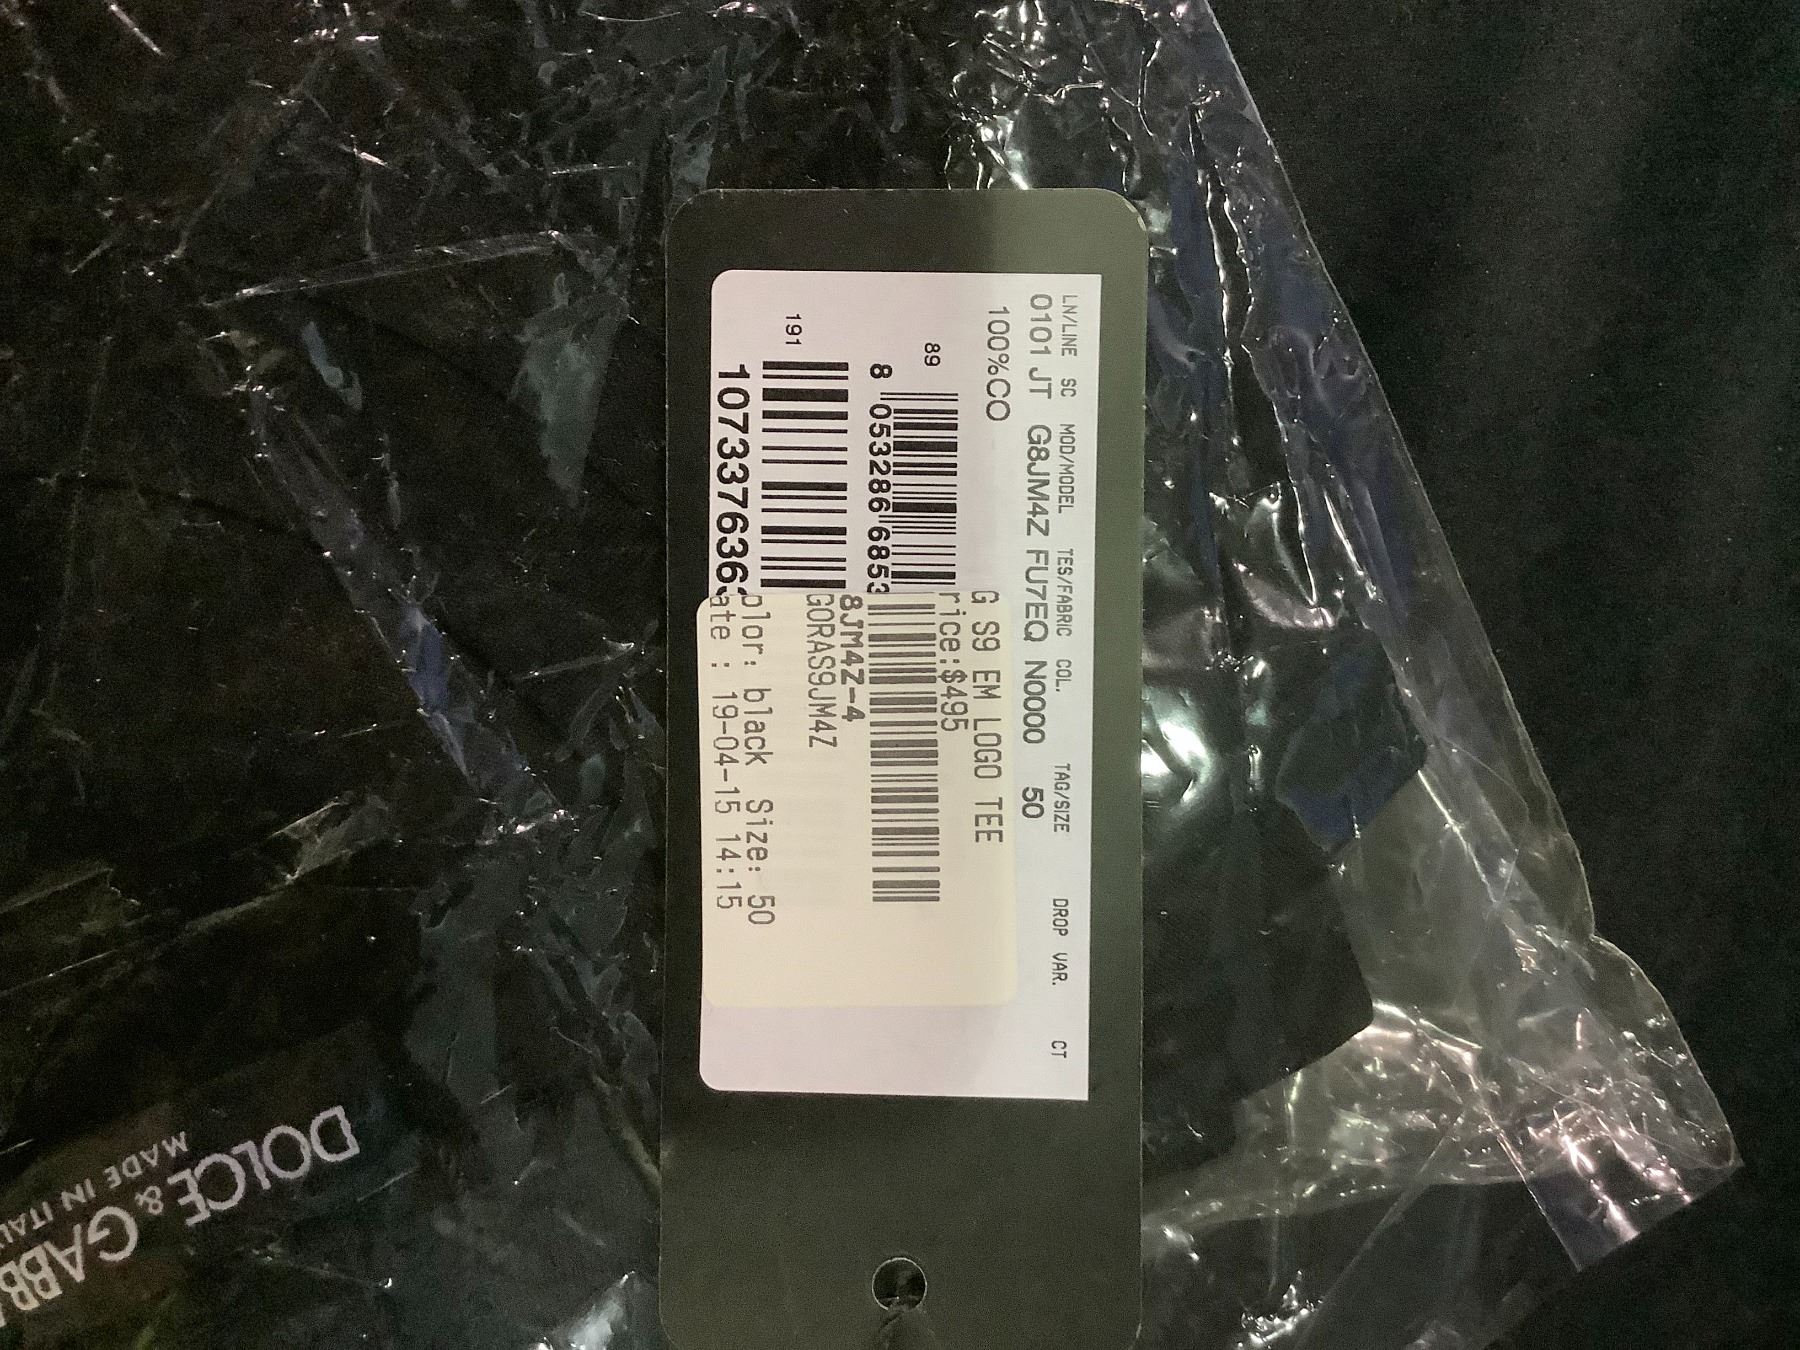 LN/LINE SC MOD/MODEL TES/FABRIC COL. TAG/SIZE DROP VAR. CT
0101 JT G8JM4Z FU7EQ N0000 50
100%CO
89
8 053286 6853
191
1073376363
G S9 EM LOGO TEE
rice:$495
8JM4Z-4
GORAS9JM4Z
olor: black Size: 50
ate : 19-04-15 14:15
DOLCE & GABB
MADE IN ITAL